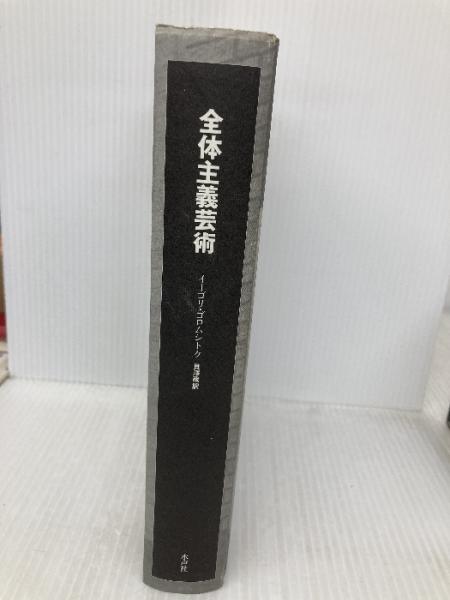 全体主義芸術
イーゴリ・ゴロムシトク
貝澤哉訳
水声社